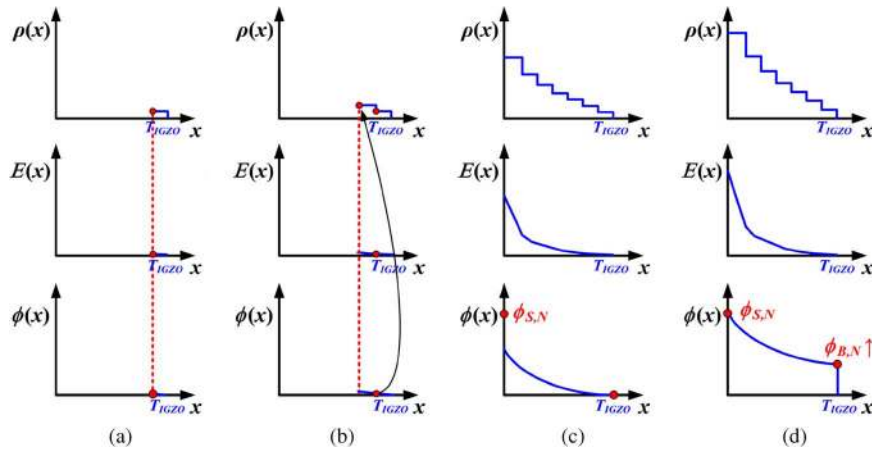 ρ(x) ρ(x) ρ(x) ρ(x)
T_IGZO x T_IGZO x T_IGZO x T_IGZO x
E(x) E(x) E(x) E(x)
T_IGZO x T_IGZO x T_IGZO x T_IGZO x
ϕ(x) ϕ(x) ϕ(x) ϕ_S,N ϕ(x) ϕ_S,N
ϕ_B,N ↑
T_IGZO x T_IGZO x T_IGZO x T_IGZO x
(a) (b) (c) (d)